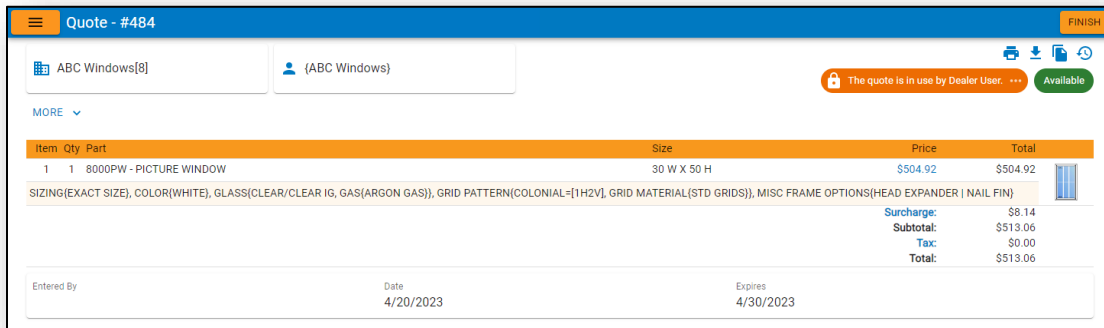 Quote - #484
FINISH
ABC Windows[8]
{ABC Windows}
The quote is in use by Dealer User. ...
Available
MORE
Item Qty Part Size Price Total
1 1 8000PW - PICTURE WINDOW 30 W X 50 H $504.92 $504.92
SIZING{EXACT SIZE}, COLOR{WHITE}, GLASS{CLEAR/CLEAR IG, GAS{ARGON GAS}}, GRID PATTERN{COLONIAL=[1H2V], GRID MATERIAL{STD GRIDS}}, MISC FRAME OPTIONS{HEAD EXPANDER | NAIL FIN}
Surcharge: $8.14
Subtotal: $513.06
Tax: $0.00
Total: $513.06
Entered By Date Expires
4/20/2023 4/30/2023